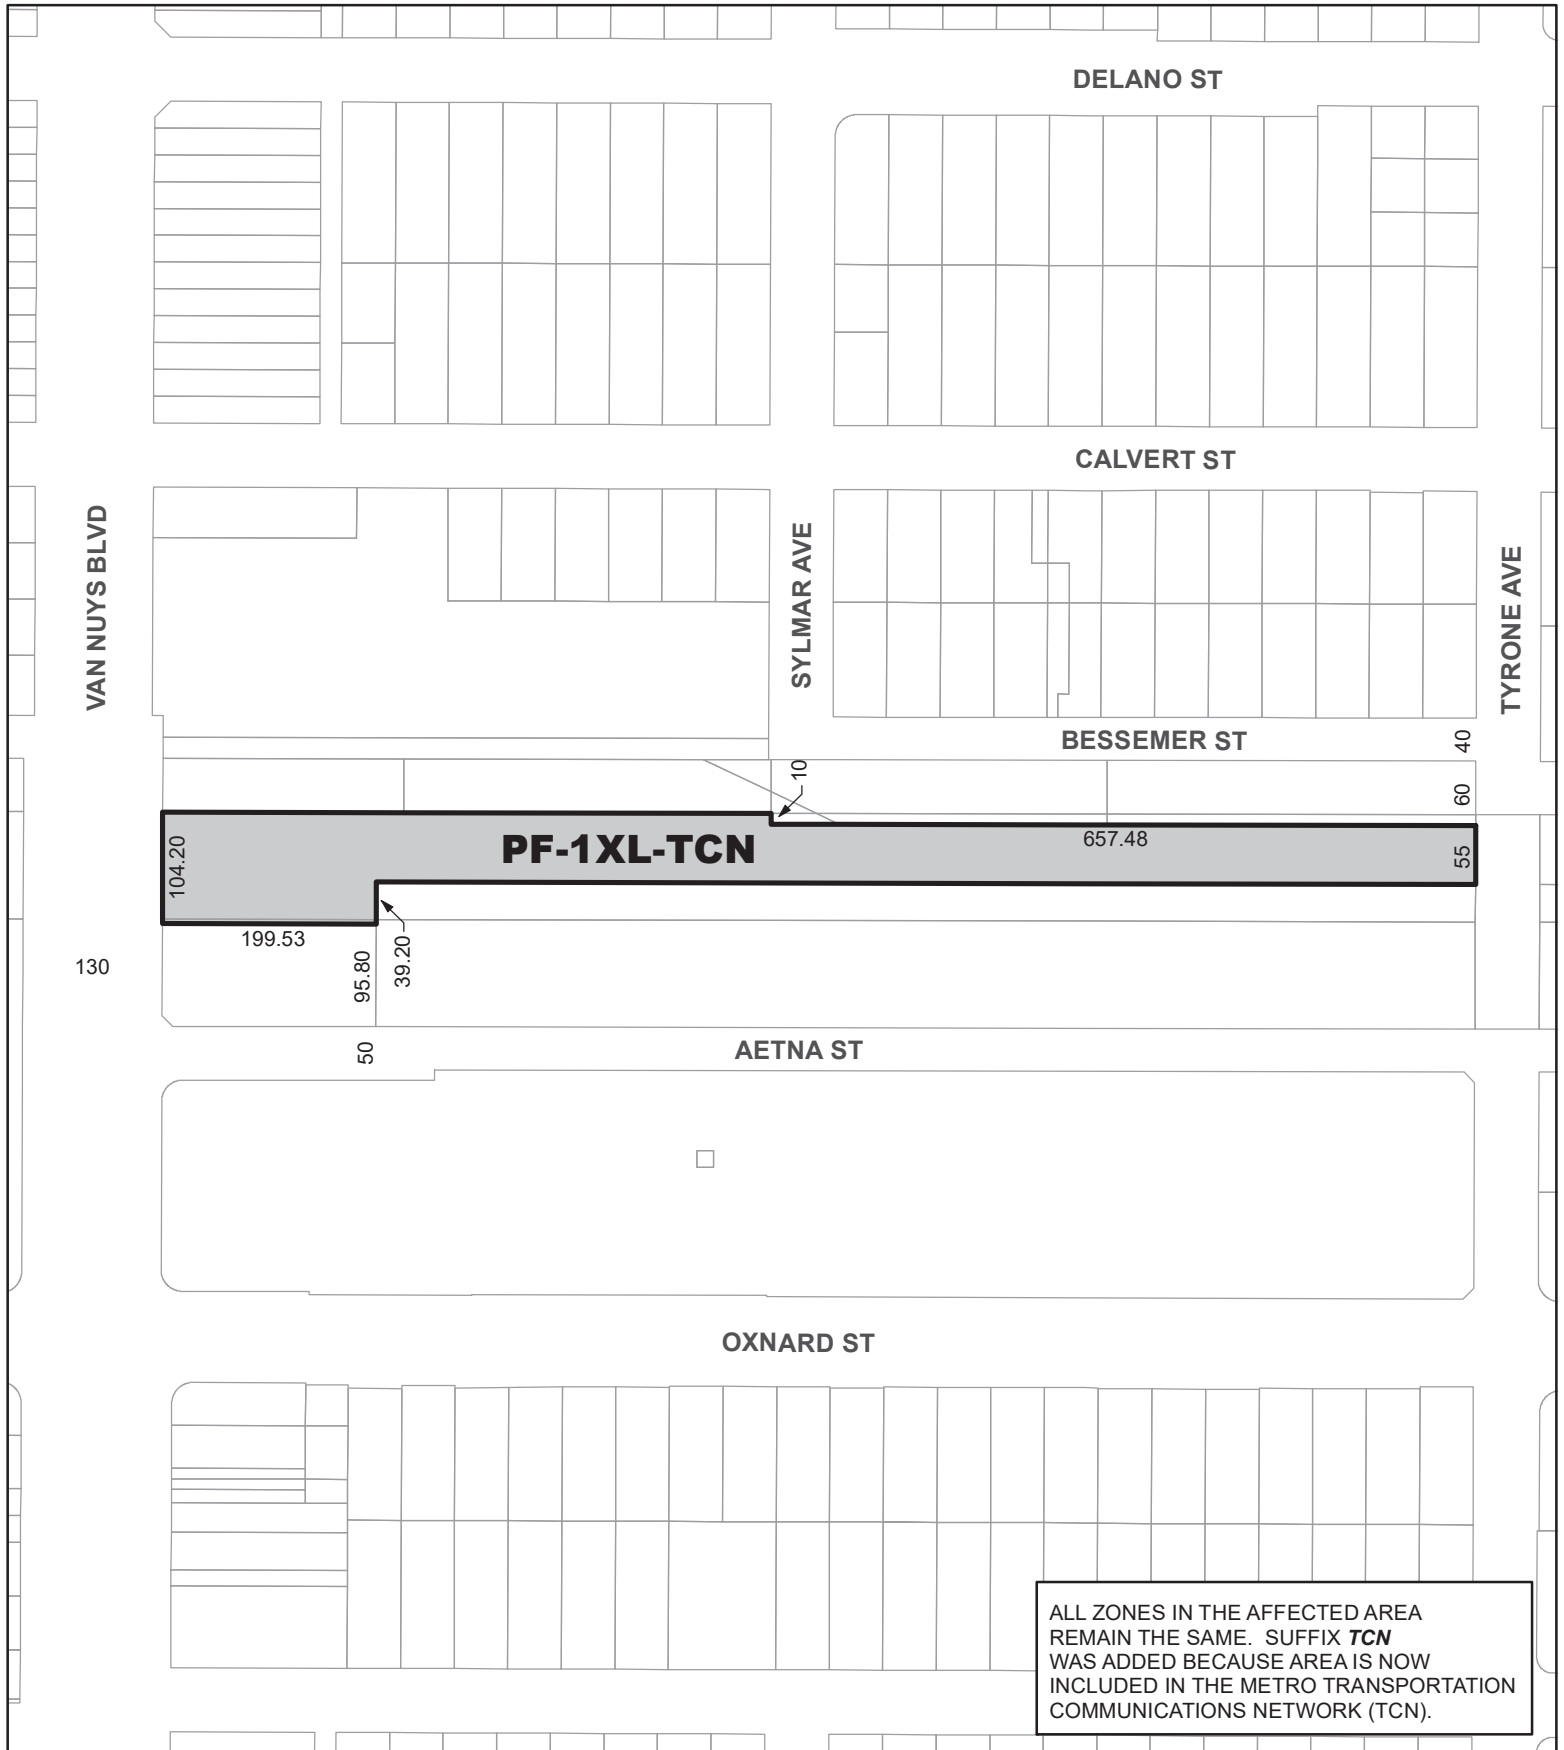 DELANO ST
CALVERT ST
VAN NUYS BLVD
SYLMAR AVE
TYRONE AVE
BESSEMER ST
40
10
60
PF-1XL-TCN
657.48
104.20
55
199.53
95.80
39.20
130
50
AETNA ST
OXNARD ST
ALL ZONES IN THE AFFECTED AREA
REMAIN THE SAME. SUFFIX TCN
WAS ADDED BECAUSE AREA IS NOW
INCLUDED IN THE METRO TRANSPORTATION
COMMUNICATIONS NETWORK (TCN).